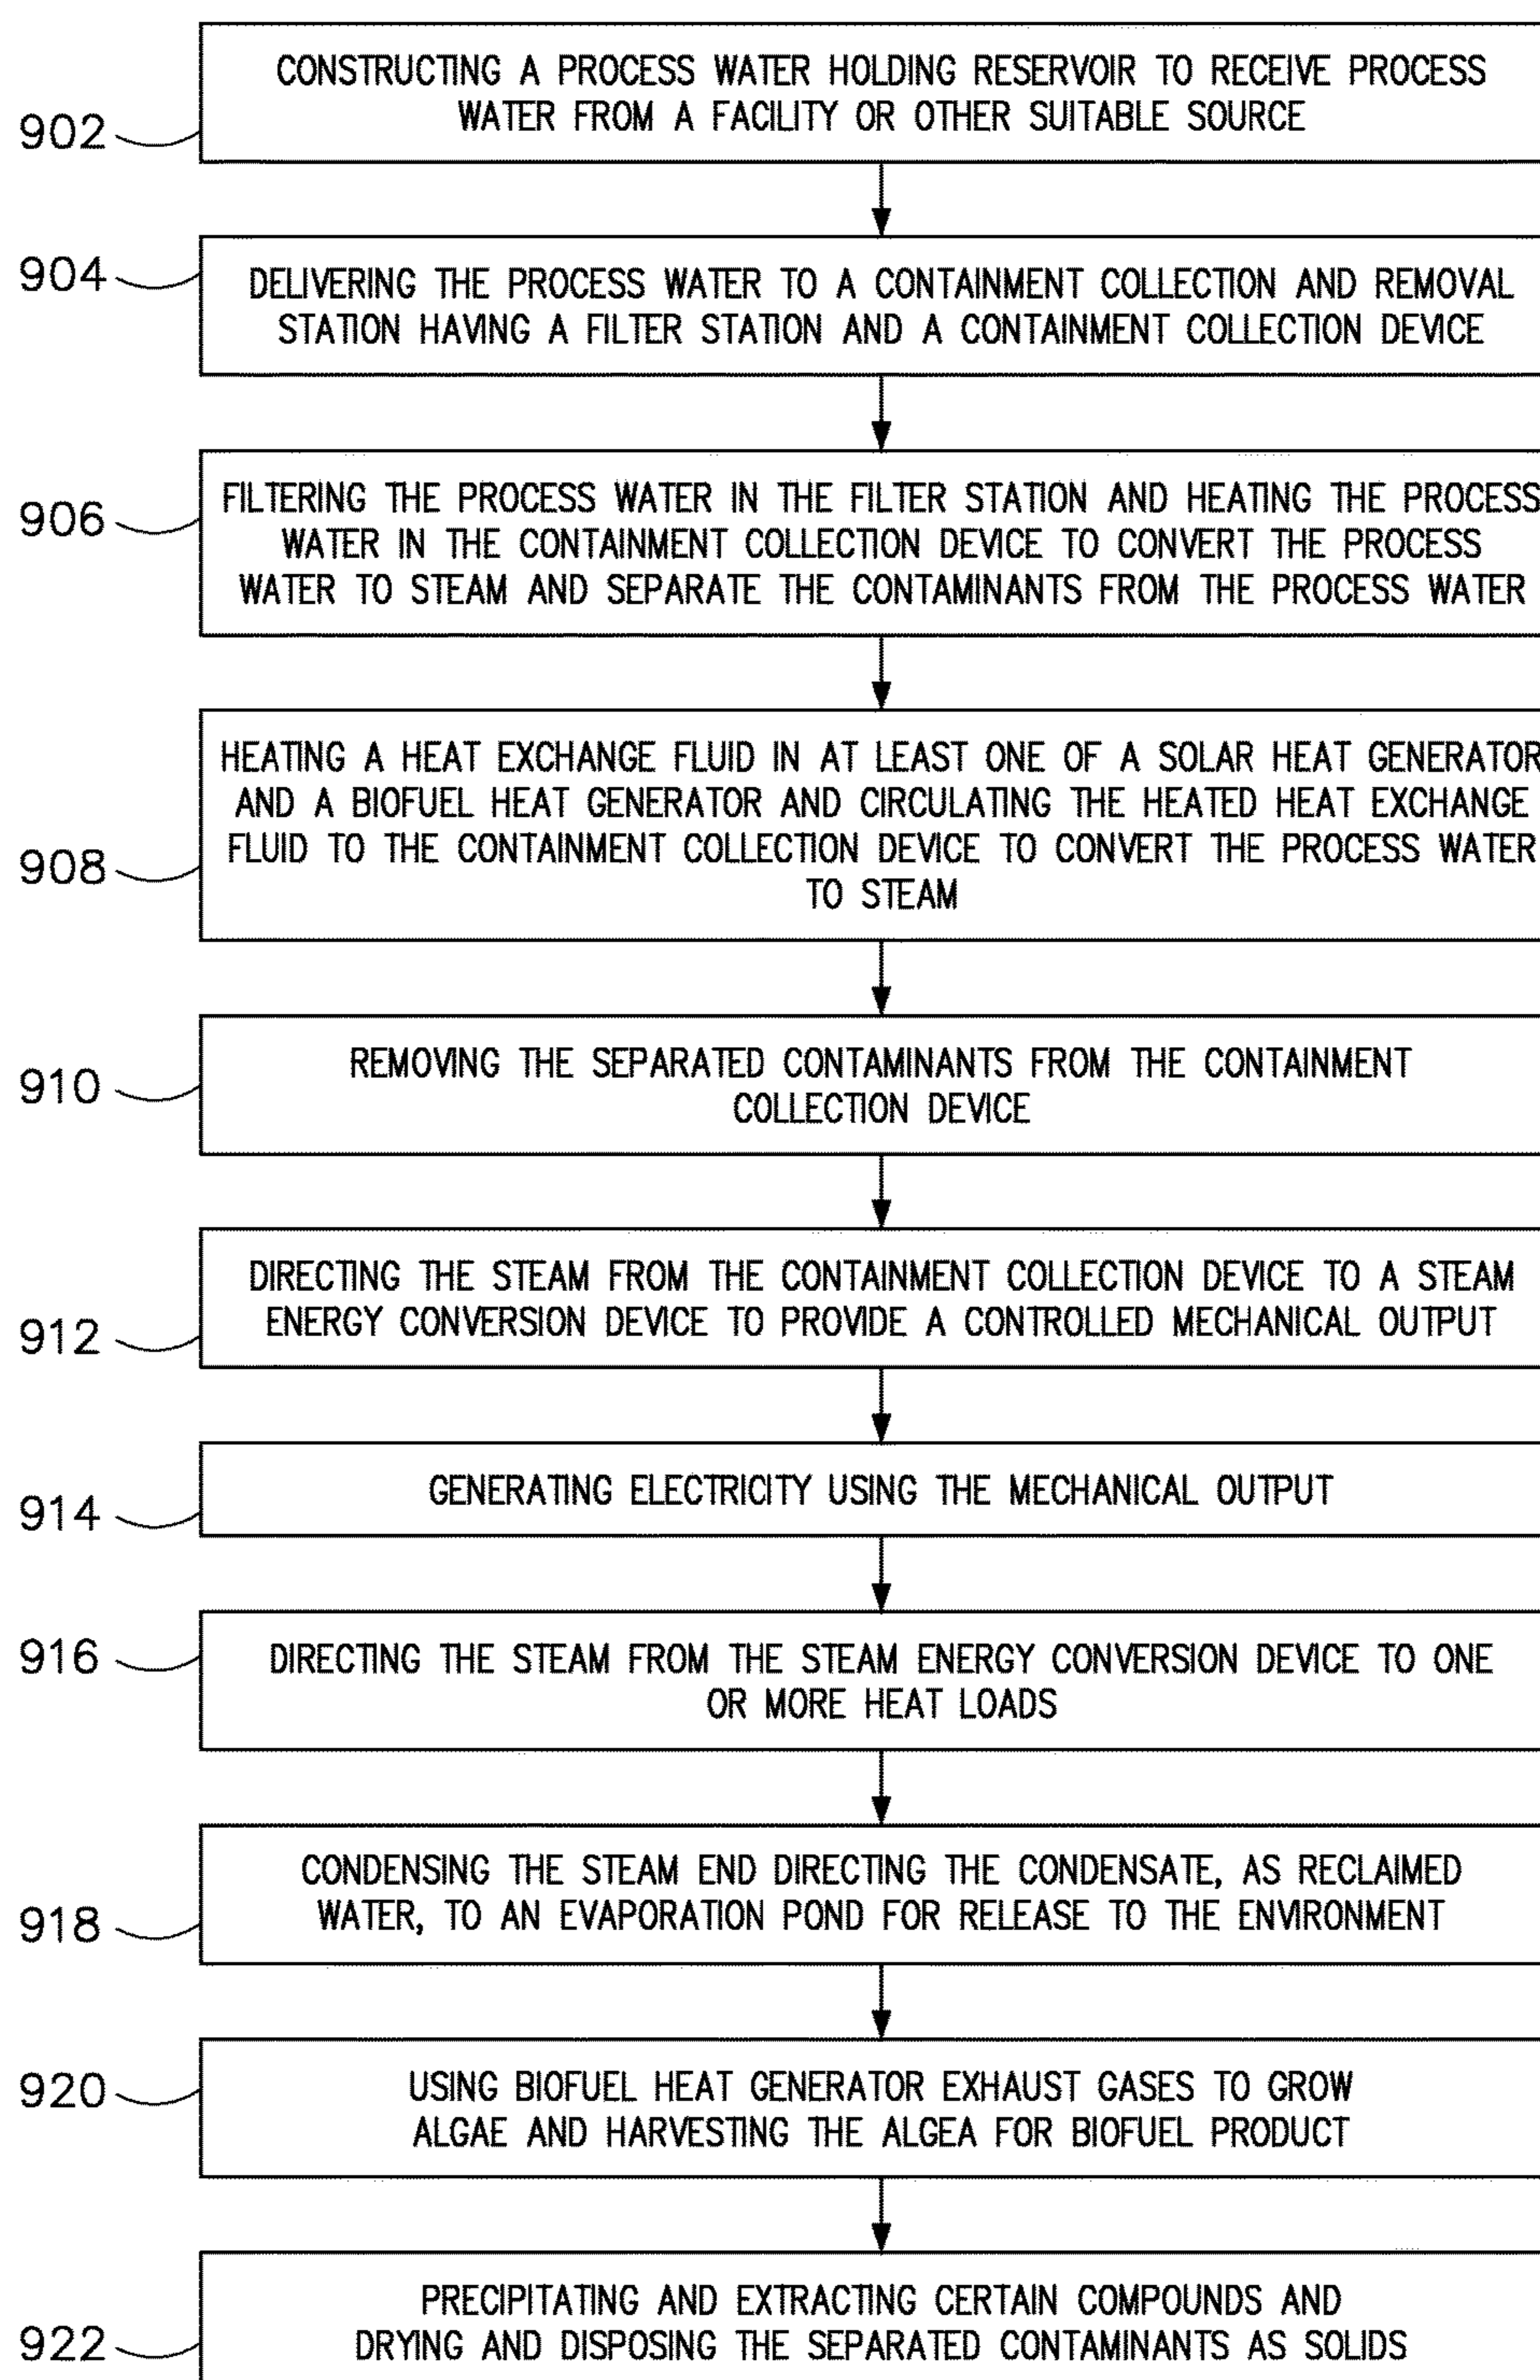 CONSTRUCTING A PROCESS WATER HOLDING RESERVOIR TO RECEIVE PROCESS
WATER FROM A FACILITY OR OTHER SUITABLE SOURCE
902
904
DELIVERING THE PROCESS WATER TO A CONTAINMENT COLLECTION AND REMOVAL
STATION HAVING A FILTER STATION AND A CONTAINMENT COLLECTION DEVICE
906
FILTERING THE PROCESS WATER IN THE FILTER STATION AND HEATING THE PROCESS
WATER IN THE CONTAINMENT COLLECTION DEVICE TO CONVERT THE PROCESS
WATER TO STEAM AND SEPARATE THE CONTAMINANTS FROM THE PROCESS WATER
HEATING A HEAT EXCHANGE FLUID IN AT LEAST ONE OF A SOLAR HEAT GENERATOR
AND A BIOFUEL HEAT GENERATOR AND CIRCULATING THE HEATED HEAT EXCHANGE
FLUID TO THE CONTAINMENT COLLECTION DEVICE TO CONVERT THE PROCESS WATER
TO STEAM
908
REMOVING THE SEPARATED CONTAMINANTS FROM THE CONTAINMENT
COLLECTION DEVICE
910
DIRECTING THE STEAM FROM THE CONTAINMENT COLLECTION DEVICE TO A STEAM
ENERGY CONVERSION DEVICE TO PROVIDE A CONTROLLED MECHANICAL OUTPUT
912
GENERATING ELECTRICITY USING THE MECHANICAL OUTPUT
914
916
DIRECTING THE STEAM FROM THE STEAM ENERGY CONVERSION DEVICE TO ONE
OR MORE HEAT LOADS
CONDENSING THE STEAM END DIRECTING THE CONDENSATE, AS RECLAIMED
WATER, TO AN EVAPORATION POND FOR RELEASE TO THE ENVIRONMENT
918
920
USING BIOFUEL HEAT GENERATOR EXHAUST GASES TO GROW
ALGAE AND HARVESTING THE ALGEA FOR BIOFUEL PRODUCT
PRECIPITATING AND EXTRACTING CERTAIN COMPOUNDS AND
DRYING AND DISPOSING THE SEPARATED CONTAMINANTS AS SOLIDS
922